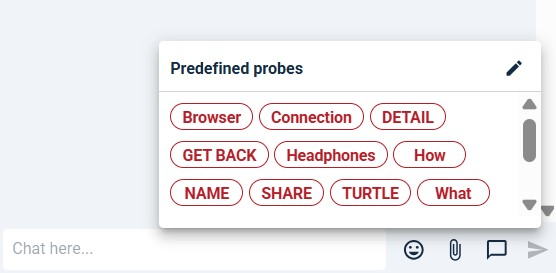 Predefined probes
Browser Connection DETAIL
GET BACK Headphones How
NAME SHARE TURTLE What
Chat here...